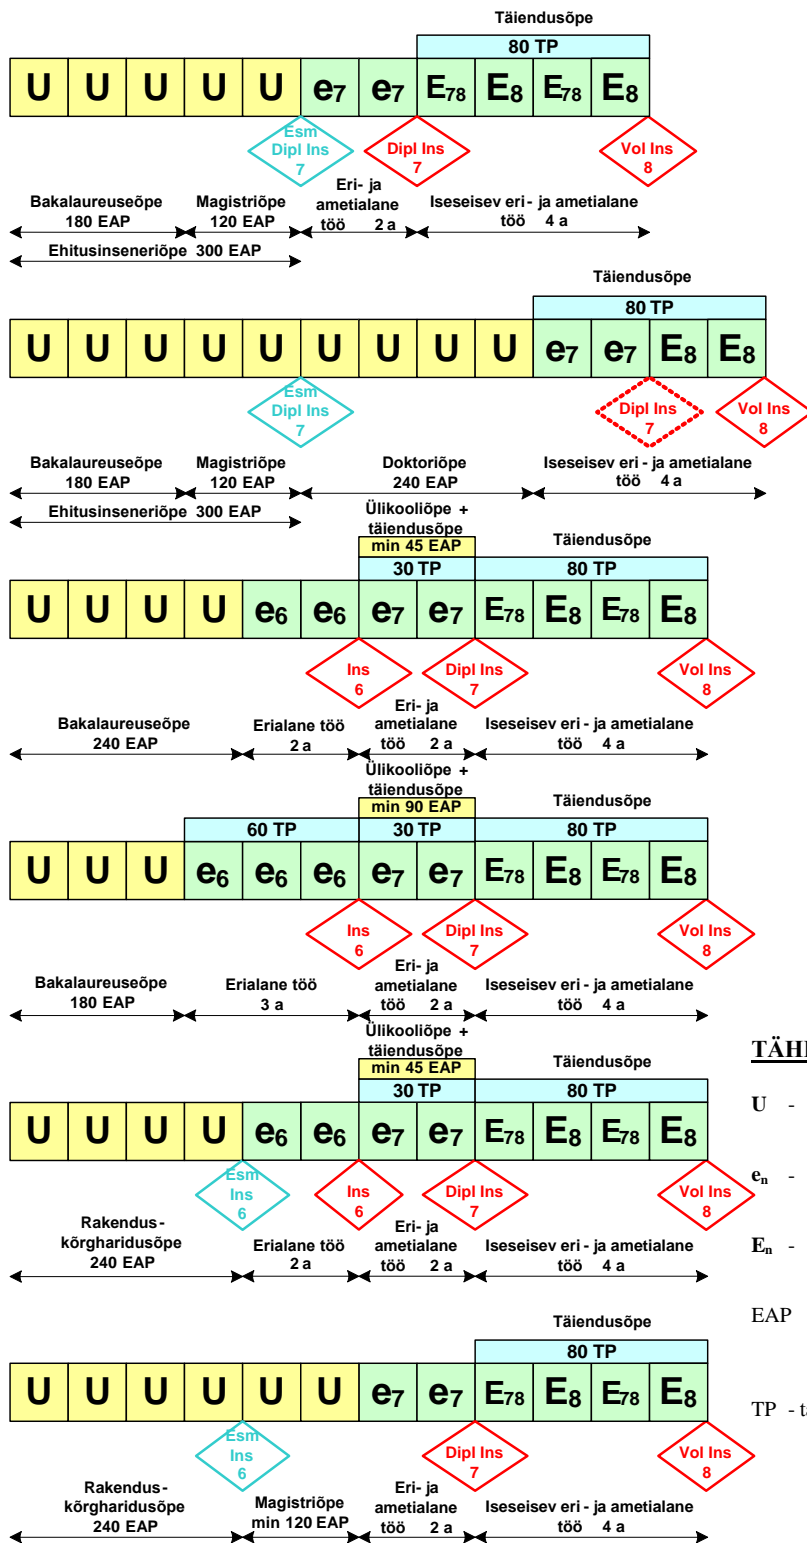 Täiendusõpe
80 TP
U U U U U e7 e7 E78 E8 E78 E8
Esm
Dipl Ins
7
Dipl Ins
7
Vol Ins
8
Bakalaureuseõpe
180 EAP
Magistriõpe
120 EAP
Eri- ja
ametialane
töö 2 a
Iseseisev eri - ja ametialane
töö 4 a
Ehitusinseneriõpe 300 EAP
Täiendusõpe
80 TP
U U U U U U U U U e7 e7 E8 E8
Esm
Dipl Ins
7
Dipl Ins
7
Vol Ins
8
Bakalaureuseõpe
180 EAP
Magistriõpe
120 EAP
Doktoriõpe
240 EAP
Iseseisev eri - ja ametialane
töö 4 a
Ehitusinseneriõpe 300 EAP
Ülikooliõpe +
täiendusõpe
min 45 EAP
30 TP
Täiendusõpe
80 TP
U U U U e6 e6 e7 e7 E78 E8 E78 E8
Ins
6
Dipl Ins
7
Vol Ins
8
Bakalaureuseõpe
240 EAP
Erialane töö
2 a
Eri- ja
ametialane
töö 2 a
Iseseisev eri - ja ametialane
töö 4 a
Ülikooliõpe +
täiendusõpe
min 90 EAP
Täiendusõpe
60 TP
30 TP
80 TP
U U U e6 e6 e6 e7 e7 E78 E8 E78 E8
Ins
6
Dipl Ins
7
Vol Ins
8
Bakalaureuseõpe
180 EAP
Erialane töö
3 a
Eri- ja
ametialane
töö 2 a
Iseseisev eri - ja ametialane
töö 4 a
Ülikooliõpe +
täiendusõpe
min 45 EAP
30 TP
Täiendusõpe
80 TP
U U U U e6 e6 e7 e7 E78 E8 E78 E8
Esm
Ins
6
Ins
6
Dipl Ins
7
Vol Ins
8
Rakendus-
kõrgharidusõpe
240 EAP
Erialane töö
2 a
Eri- ja
ametialane
töö 2 a
Iseseisev eri - ja ametialane
töö 4 a
Täiendusõpe
80 TP
U U U U U U e7 e7 E78 E8 E78 E8
Esm
Ins
6
Dipl Ins
7
Vol Ins
8
Rakendus-
kõrgharidusõpe
240 EAP
Magistriõpe
min 120 EAP
Eri- ja
ametialane
töö 2 a
Iseseisev eri - ja ametialane
töö 4 a
U -
en -
En -
EAP
TP -